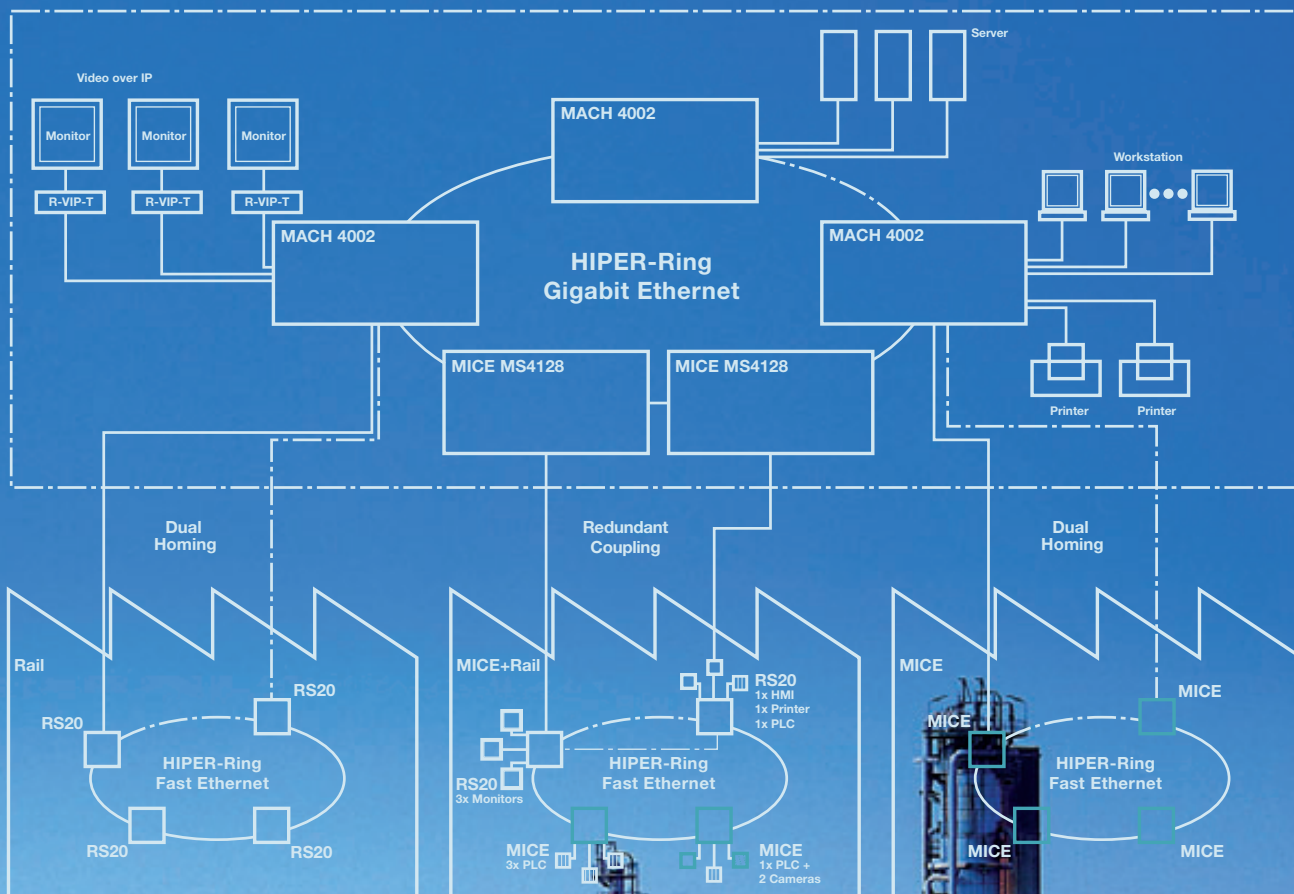 Server
Video over IP
MACH 4002
Monitor
Monitor
Monitor
Workstation
R-VIP-T
R-VIP-T
R-VIP-T
MACH 4002
MACH 4002
HIPER-Ring
Gigabit Ethernet
MICE MS4128
MICE MS4128
Printer
Printer
Dual
Homing
Redundant
Coupling
Dual
Homing
Rail
RS20
RS20
HIPER-Ring
Fast Ethernet
RS20
RS20
MICE+Rail
RS20
1x HMI
1x Printer
1x PLC
HIPER-Ring
Fast Ethernet
RS20
3x Monitors
MICE
3x PLC
MICE
1x PLC +
2 Cameras
MICE
MICE
MICE
HIPER-Ring
Fast Ethernet
MICE
MICE